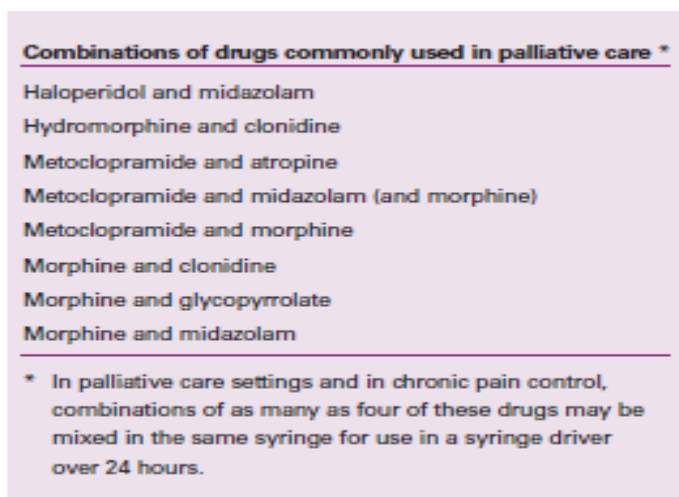 Combinations of drugs commonly used in palliative care *
Haloperidol and midazolam
Hydromorphine and clonidine
Metoclopramide and atropine
Metoclopramide and midazolam (and morphine)
Metoclopramide and morphine
Morphine and clonidine
Morphine and glycopyrrolate
Morphine and midazolam
* In palliative care settings and in chronic pain control,
combinations of as many as four of these drugs may be
mixed in the same syringe for use in a syringe driver
over 24 hours.